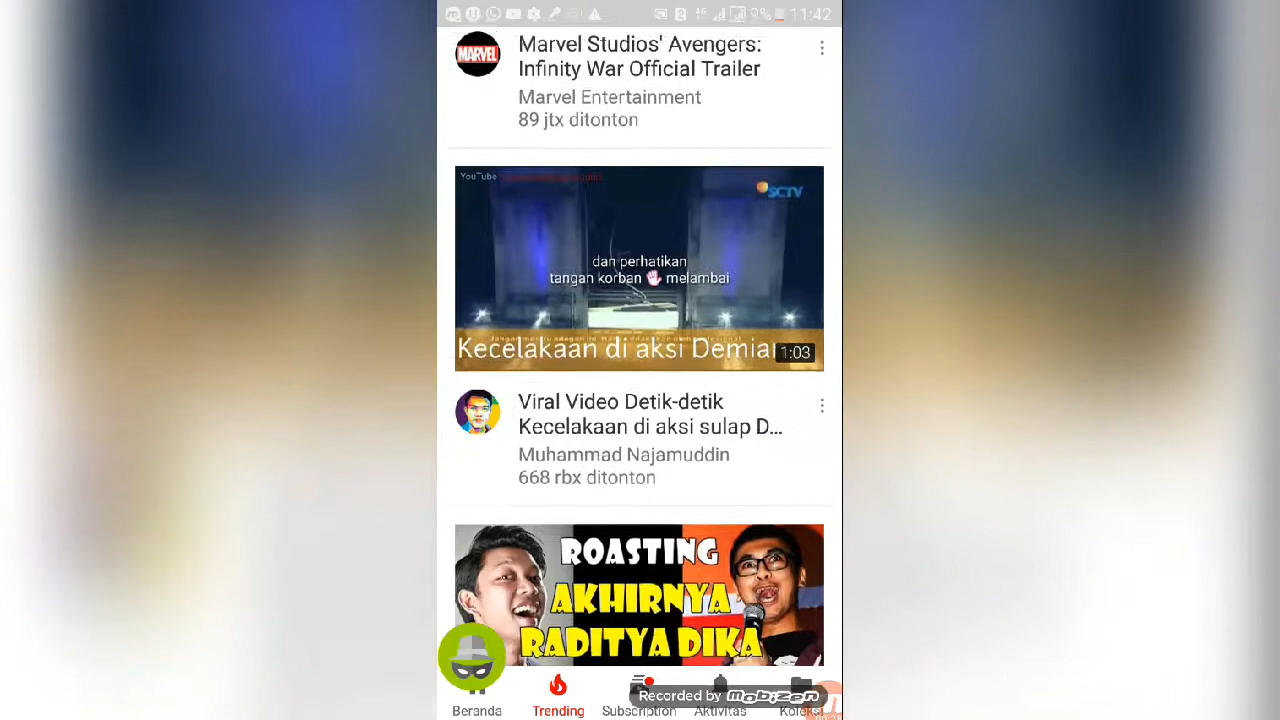 9% 11:42
MARVEL
Marvel Studios' Avengers:
Infinity War Official Trailer
Marvel Entertainment
89 jtx ditonton
YouTube
SCTV
dan perhatikan
tangan korban 👋 melambai
Kecelakaan di aksi Demian
1:03
Viral Video Detik-detik
Kecelakaan di aksi sulap D...
Muhammad Najamuddin
668 rbx ditonton
ROASTING
AKHIRNYA
RADITYA DIKA
Recorded by mobizen
Beranda
Trending
Subscription
Aktivitas
Koleksi